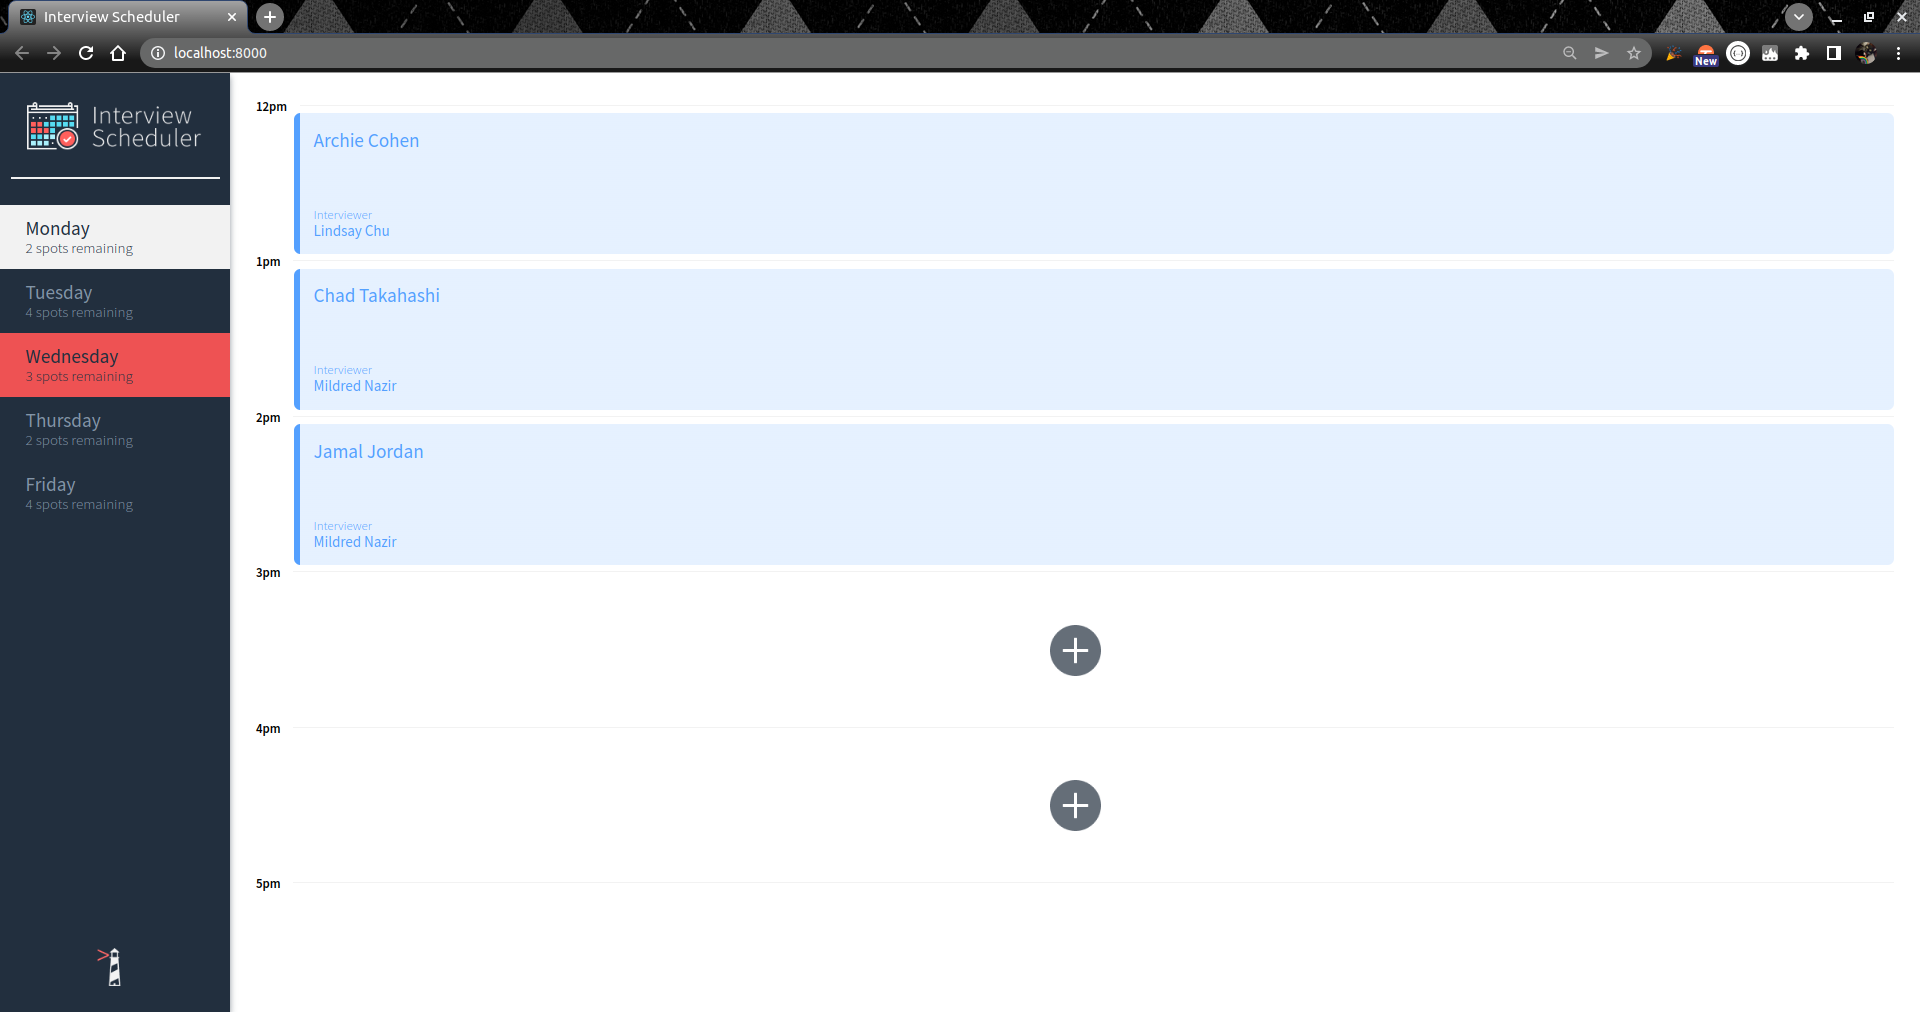 Interview Scheduler
localhost:8000
New
Interview
Scheduler
Monday
2 spots remaining
Tuesday
4 spots remaining
Wednesday
3 spots remaining
Thursday
2 spots remaining
Friday
4 spots remaining
12pm
Archie Cohen
Interviewer
Lindsay Chu
1pm
Chad Takahashi
Interviewer
Mildred Nazir
2pm
Jamal Jordan
Interviewer
Mildred Nazir
3pm
4pm
5pm